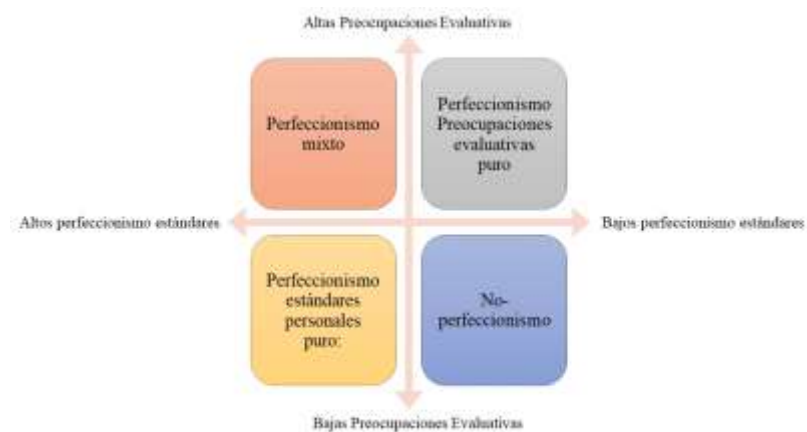 Altas Preocupaciones Evaluativas
Perfeccionismo
mixto
Perfeccionismo
Preocupaciones
evaluativas
puro
Altos perfeccionismo estándares
Bajos perfeccionismo estándares
Perfeccionismo
estándares
personales
puro:
No-
perfeccionismo
Bajas Preocupaciones Evaluativas